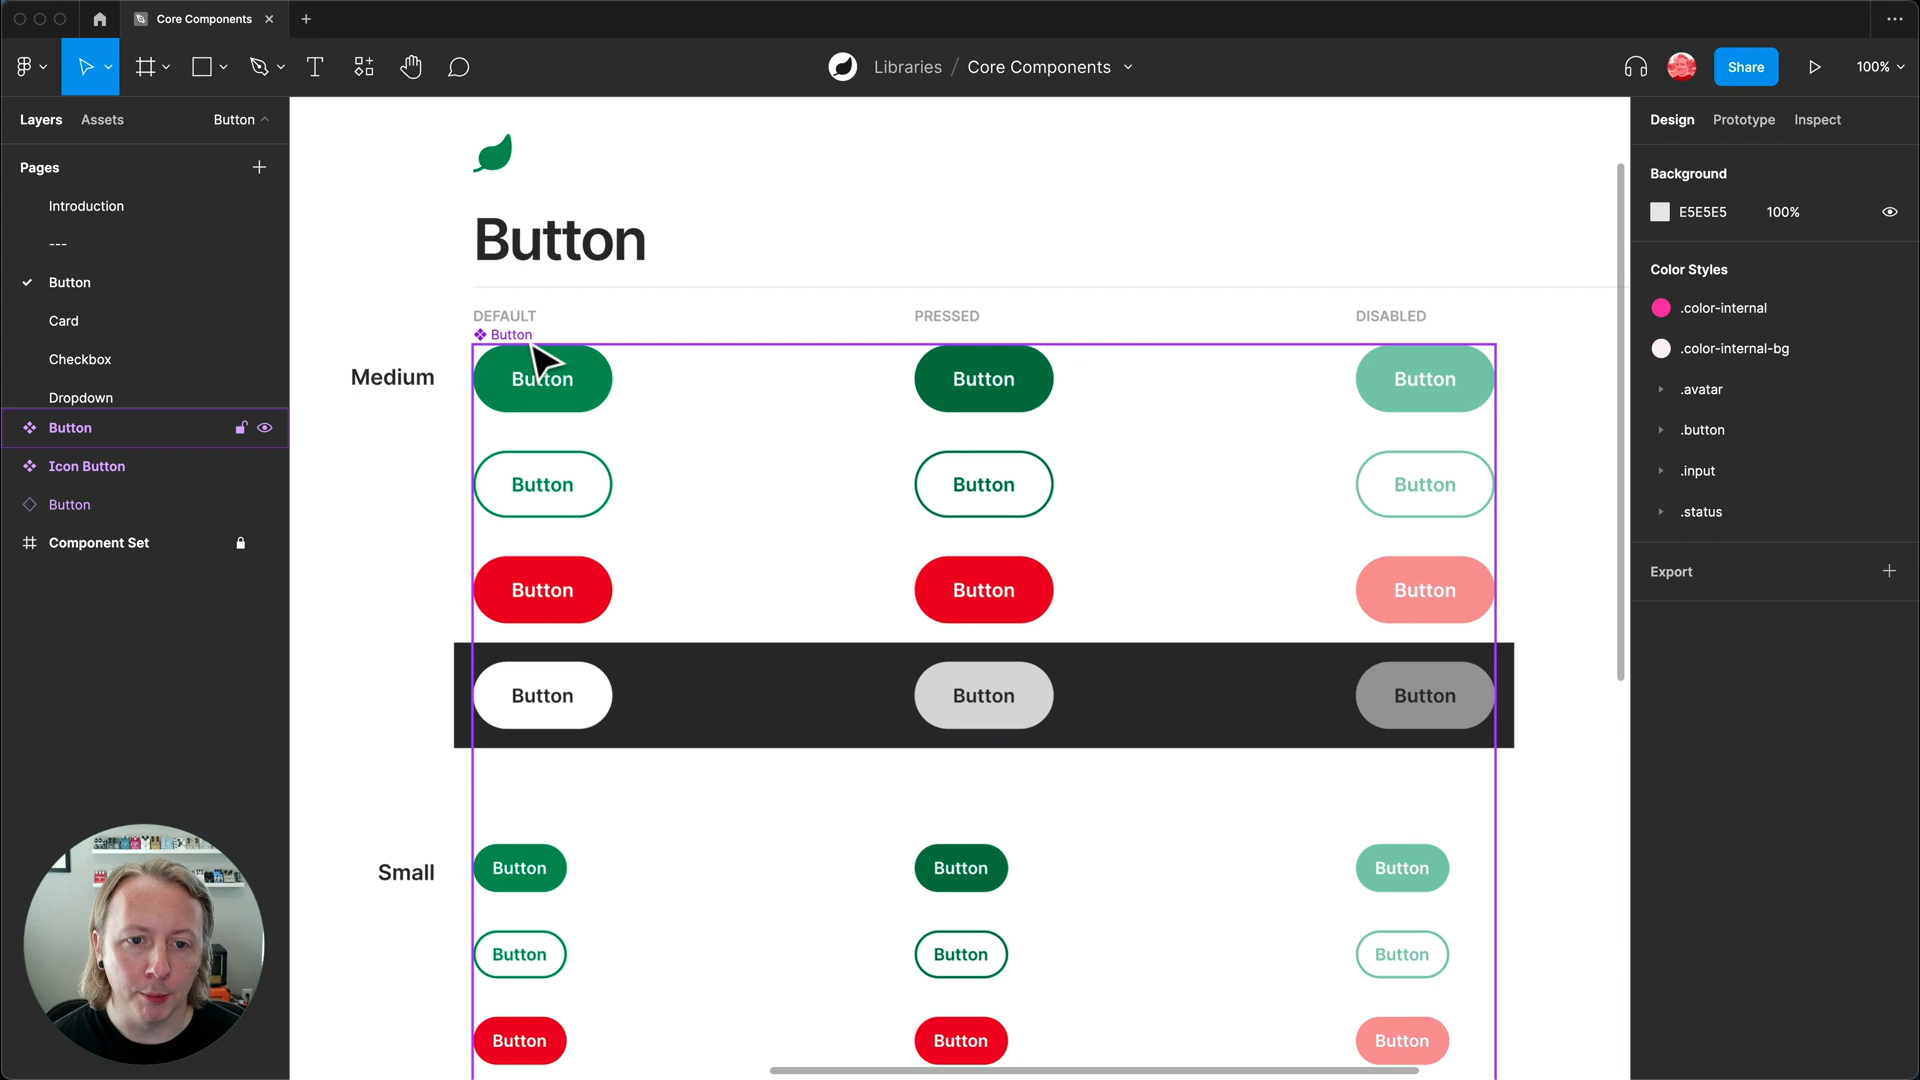 Core Components
Libraries / Core Components
Share
100%
Layers Assets Button
Pages
Introduction
---
Button
Card
Checkbox
Dropdown
Button
Icon Button
Button
Component Set
Button
DEFAULT PRESSED DISABLED
Button
Medium
Button Button Button
Button Button Button
Button Button Button
Button Button Button
Small
Button Button Button
Button Button Button
Button Button Button
Design Prototype Inspect
Background
E5E5E5 100%
Color Styles
.color-internal
.color-internal-bg
.avatar
.button
.input
.status
Export